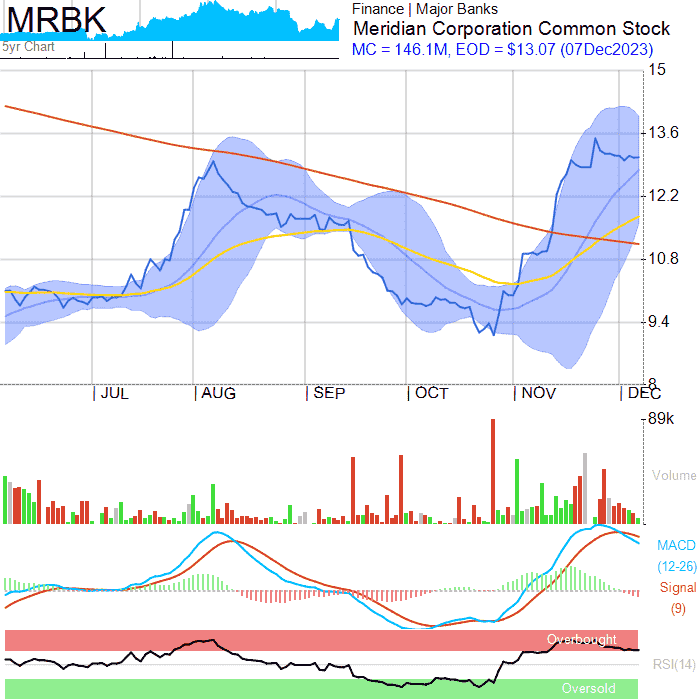 MRBK
5yr Chart
Finance | Major Banks
Meridian Corporation Common Stock
MC = 146.1M, EOD = $13.07 (07Dec2023)
15
13.6
12.2
10.8
9.4
8
JUL AUG SEP OCT NOV DEC
89k
Volume
MACD
(12-26)
Signal
(9)
Overbought
RSI(14)
Oversold